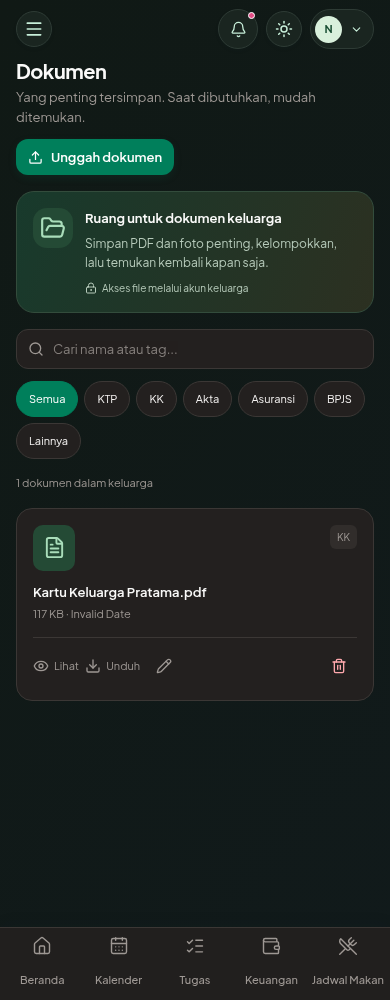 N
Dokumen
Yang penting tersimpan. Saat dibutuhkan, mudah
ditemukan.
Unggah dokumen
Ruang untuk dokumen keluarga
Simpan PDF dan foto penting, kelompokkan,
lalu temukan kembali kapan saja.
Akses file melalui akun keluarga
Cari nama atau tag...
Semua KTP KK Akta Asuransi BPJS
Lainnya
1 dokumen dalam keluarga
KK
Kartu Keluarga Pratama.pdf
117 KB · Invalid Date
Lihat Unduh
Beranda Kalender Tugas Keuangan Jadwal Makan